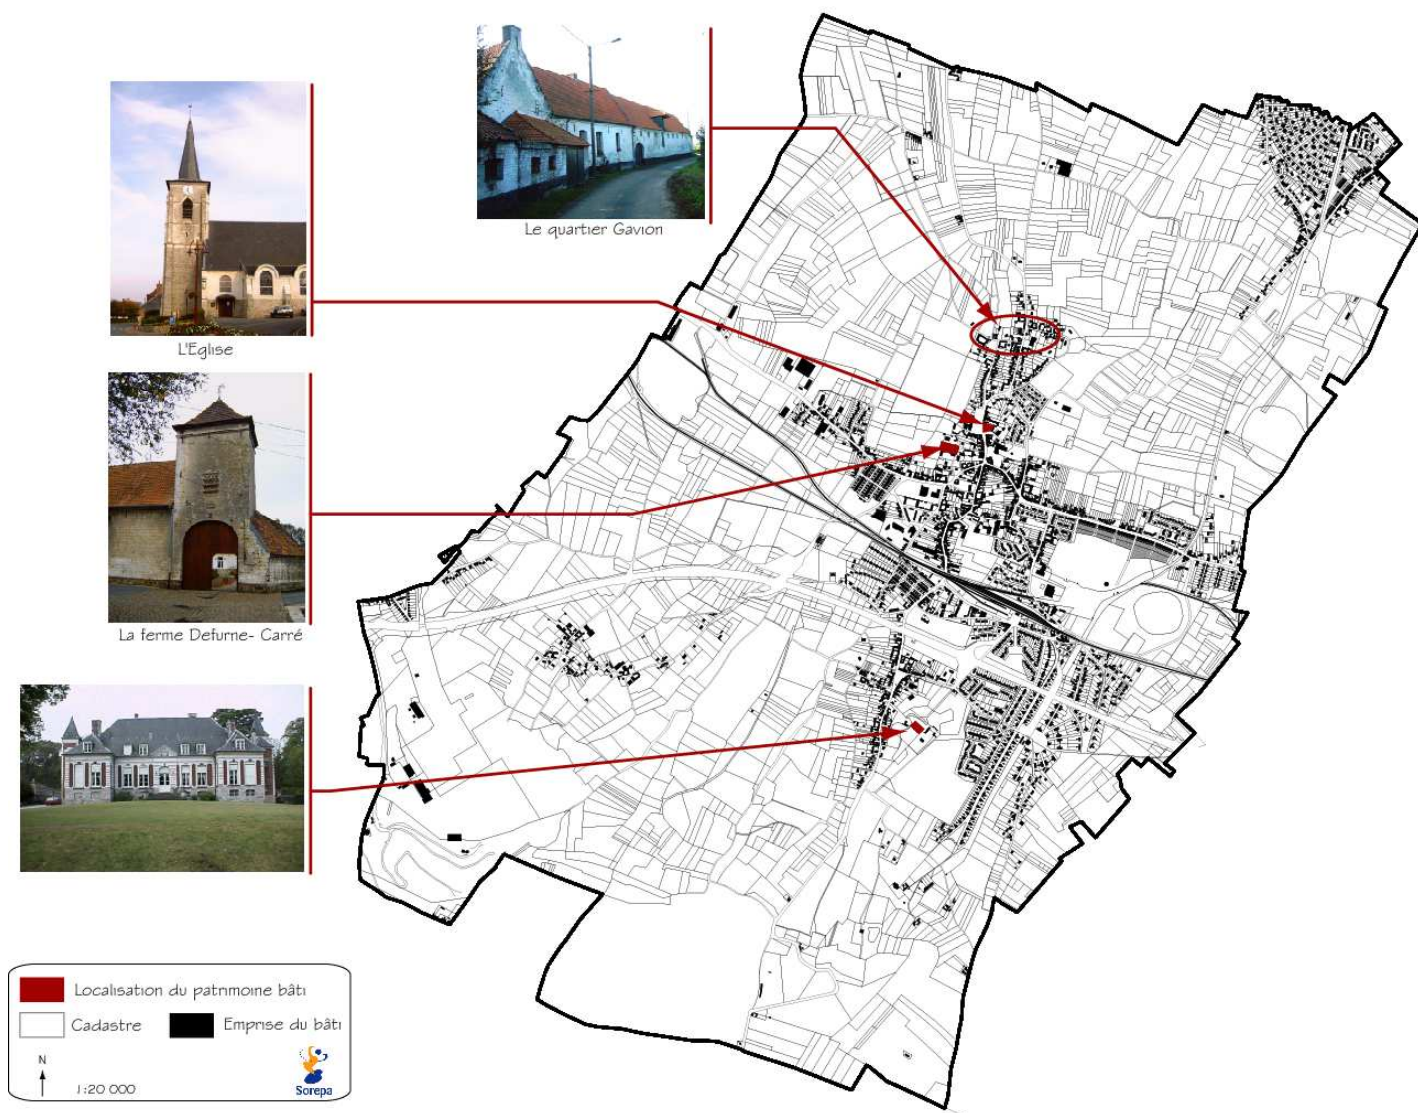 Le quartier Gavion
L'Eglise
La ferme Defurne- Carré
Localisation du patrimoine bâti
Cadastre
Emprise du bâti
N
1:20 000
Sorepa